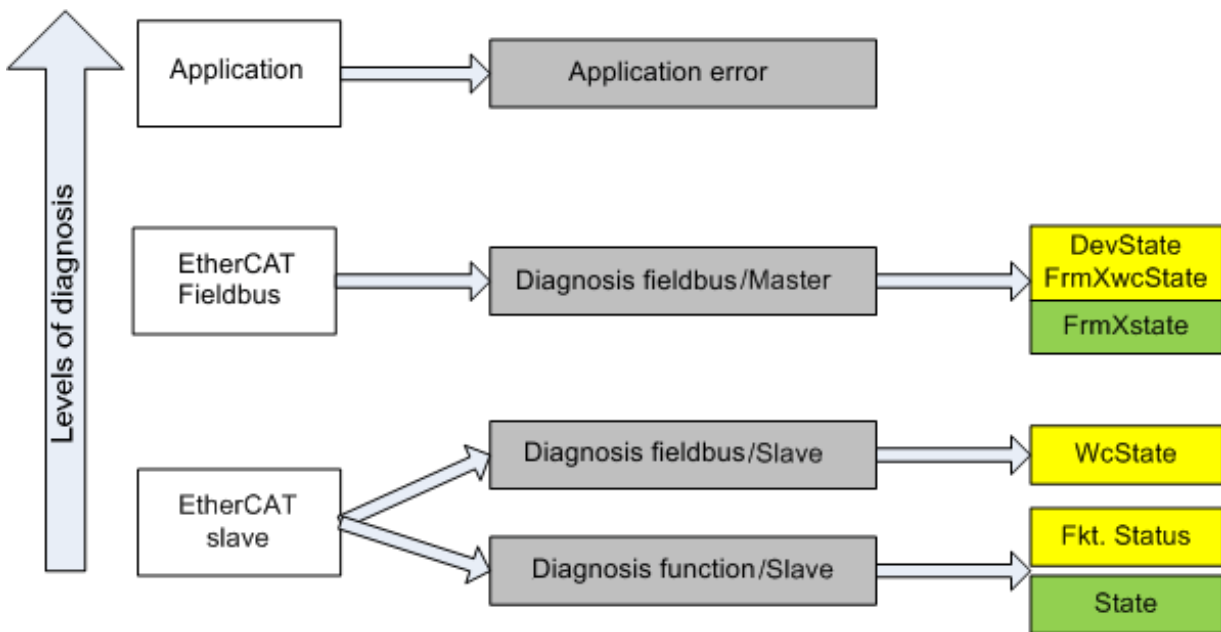 Levels of diagnosis
Application
Application error
EtherCAT
Fieldbus
Diagnosis fieldbus/Master
DevState
FrmXwcState
FrmXstate
EtherCAT
slave
Diagnosis fieldbus/Slave
WcState
Diagnosis function/Slave
Fkt. Status
State